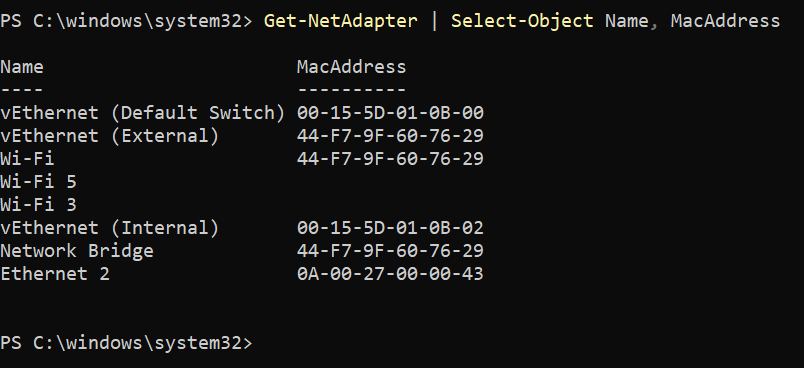 PS C:\windows\system32> Get-NetAdapter | Select-Object Name, MacAddress
Name MacAddress
---- ----------
vEthernet (Default Switch) 00-15-5D-01-0B-00
vEthernet (External) 44-F7-9F-60-76-29
Wi-Fi 44-F7-9F-60-76-29
Wi-Fi 5
Wi-Fi 3
vEthernet (Internal) 00-15-5D-01-0B-02
Network Bridge 44-F7-9F-60-76-29
Ethernet 2 0A-00-27-00-00-43
PS C:\windows\system32>